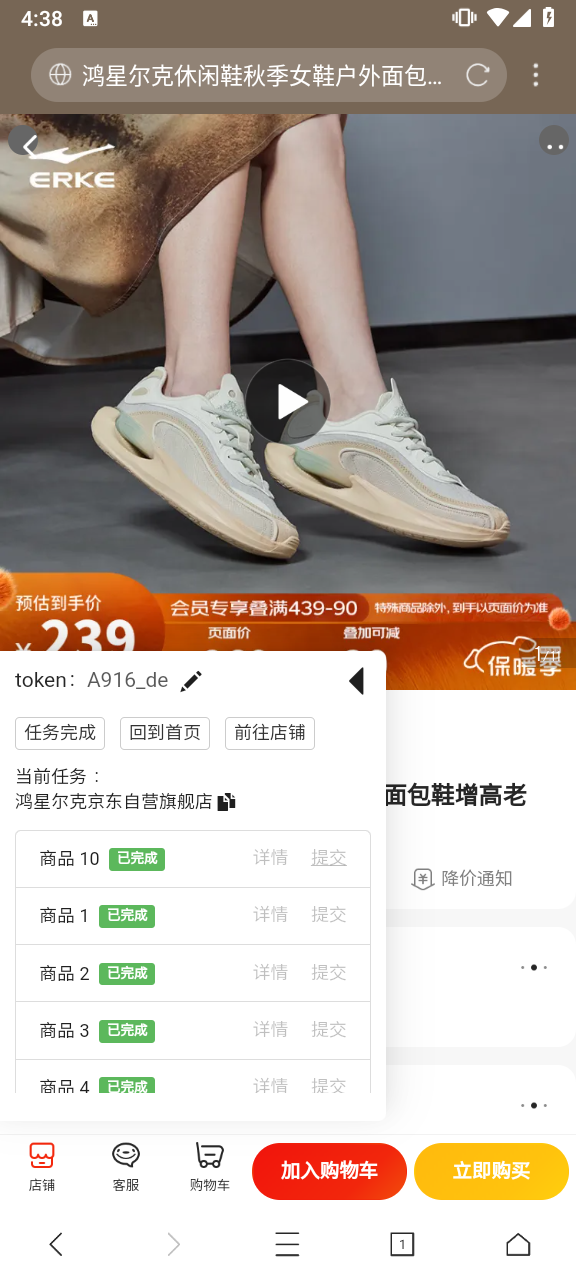 4:38
A
鸿星尔克休闲鞋秋季女鞋户外面包...
ERKE
预估到手价
会员专享叠满439-90
特殊商品除外，到手以页面价为准
¥239
页面价
叠加可减
保暖季
token： A916_de
任务完成
回到首页
前往店铺
当前任务：
鸿星尔克京东自营旗舰店
面包鞋增高老
商品 10 已完成 详情 提交
降价通知
商品 1 已完成 详情 提交
商品 2 已完成 详情 提交
商品 3 已完成 详情 提交
商品 4 已完成 详情 提交
店铺
客服
购物车
加入购物车
立即购买
1